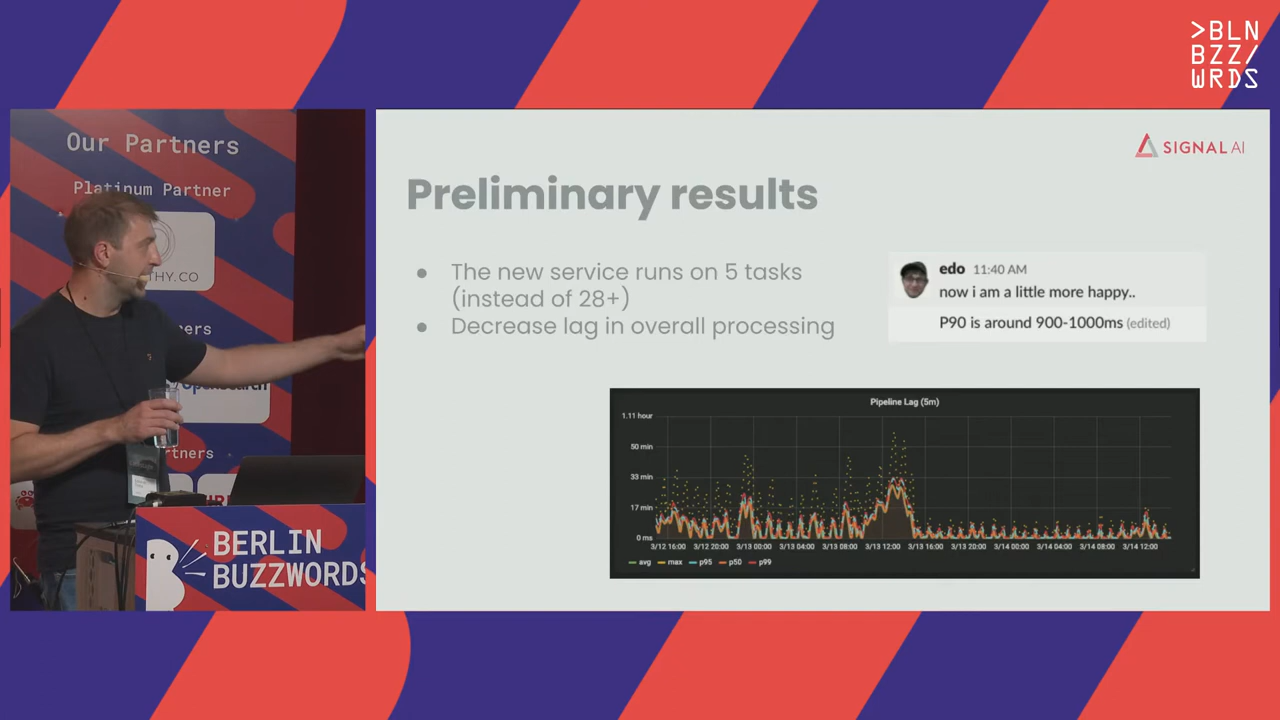 >BLN
BZZ/
WRDS
Our Partners
Platinum Partner
THY.CO
BERLIN
BUZZWORDS
SIGNAL AI
Preliminary results
● The new service runs on 5 tasks
(instead of 28+)
● Decrease lag in overall processing
edo 11:40 AM
now i am a little more happy..
P90 is around 900-1000ms (edited)
Pipeline Lag (5m)
1.11 hour
50 min
33 min
17 min
0 ms
3/12 16:00 3/12 20:00 3/13 00:00 3/13 04:00 3/13 08:00 3/13 12:00 3/13 16:00 3/13 20:00 3/14 00:00 3/14 04:00 3/14 08:00 3/14 12:00
avg max p95 p50 p99